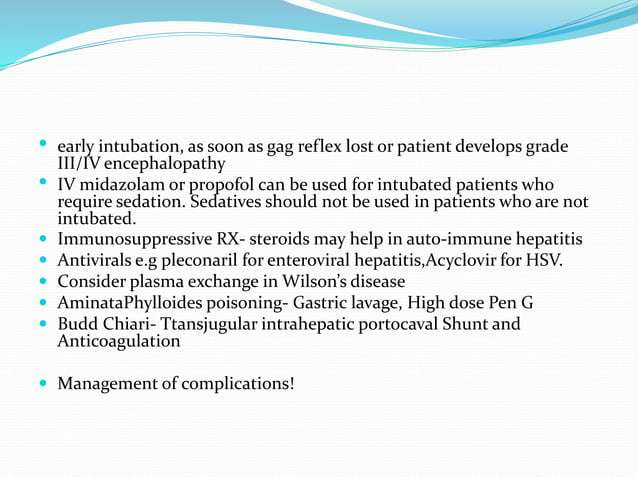 • early intubation, as soon as gag reflex lost or patient develops grade
III/IV encephalopathy
• IV midazolam or propofol can be used for intubated patients who
require sedation. Sedatives should not be used in patients who are not
intubated.
• Immunosuppressive RX- steroids may help in auto-immune hepatitis
• Antivirals e.g pleconaril for enteroviral hepatitis,Acyclovir for HSV.
• Consider plasma exchange in Wilson’s disease
• AminataPhylloides poisoning- Gastric lavage, High dose Pen G
• Budd Chiari- Ttansjugular intrahepatic portocaval Shunt and
Anticoagulation
• Management of complications!